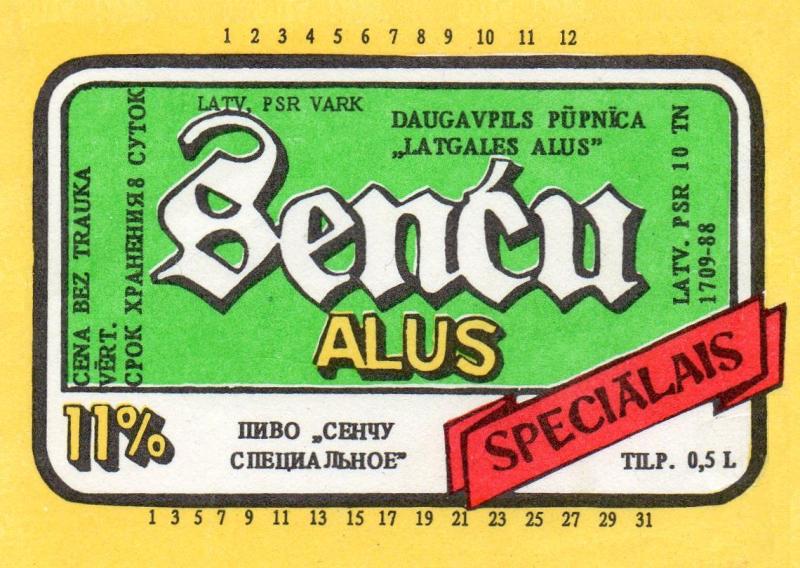 1 2 3 4 5 6 7 8 9 10 11 12
LATV. PSR VARK
DAUGAVPILS PŪPNĪCA
„LATGALES ALUS”
CENA BEZ TRAUKA
VĒRT.
СРОК ХРАНЕНИЯ 8 СУТОК
Senču
ALUS
LATV. PSR 10 TN
1709-88
SPECIĀLAIS
11%
ПИВО „СЕНЧУ
СПЕЦИАЛЬНОЕ”
TILP. 0,5 L
1 3 5 7 9 11 13 15 17 19 21 23 25 27 29 31